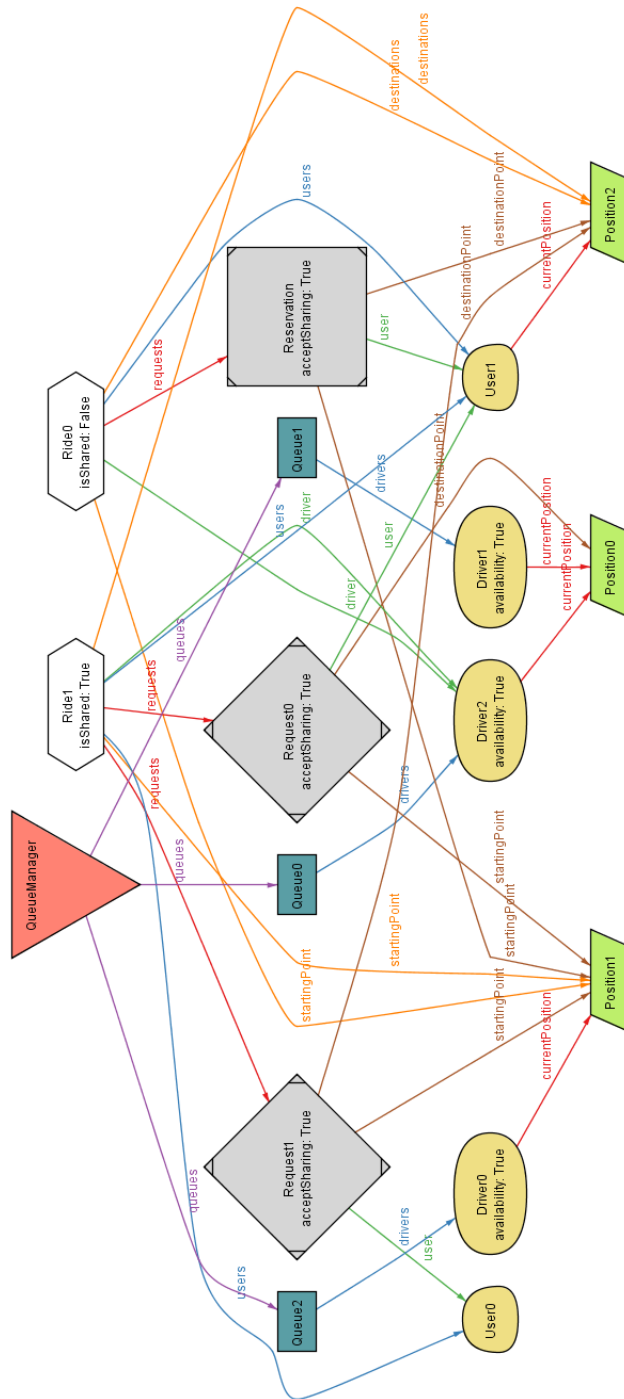 QueueManager
Ride1
isShared: True
Ride0
isShared: False
queues
queues
queues
requests
requests
requests
users
users
users
driver
driver
destinations
destinations
startingPoint
startingPoint
Request1
acceptSharing: True
Request0
acceptSharing: True
Reservation
acceptSharing: True
Queue2
Queue0
Queue1
drivers
drivers
drivers
user
user
user
startingPoint
startingPoint
startingPoint
destinationPoint
destinationPoint
destinationPoint
User0
Driver0
availability: True
Driver2
availability: True
Driver1
availability: True
User1
currentPosition
currentPosition
currentPosition
currentPosition
Position1
Position0
Position2